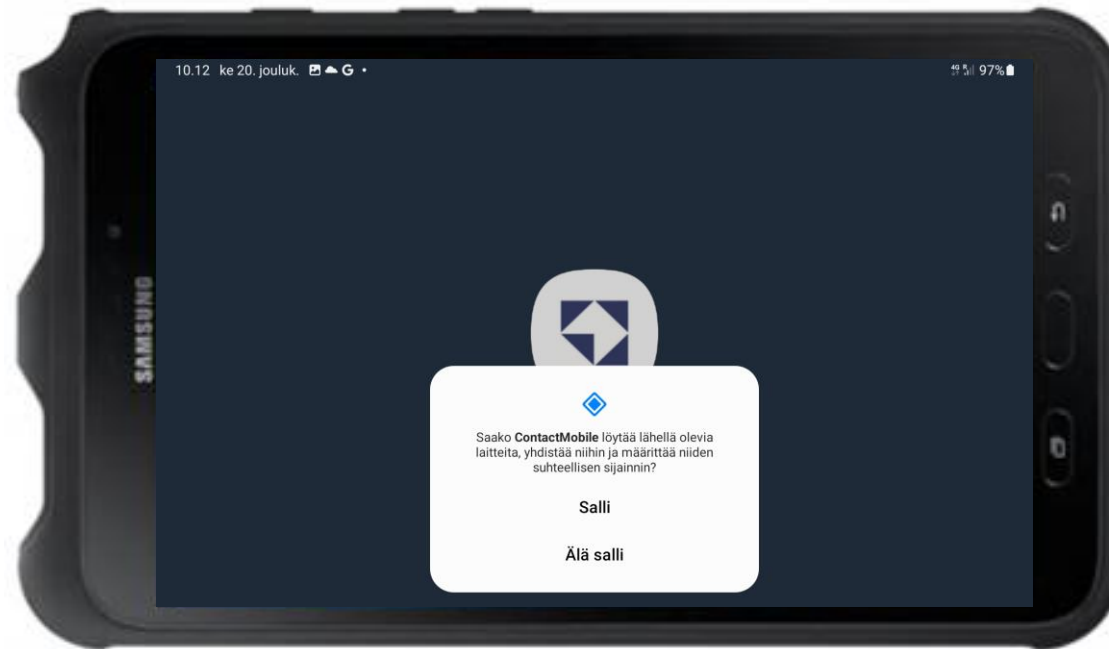 10.12 ke 20. jouluk. G
97%
SAMSUNG
Saako ContactMobile löytää lähellä olevia
laitteita, yhdistää niihin ja määrittää niiden
suhteellisen sijainnin?
Salli
Älä salli